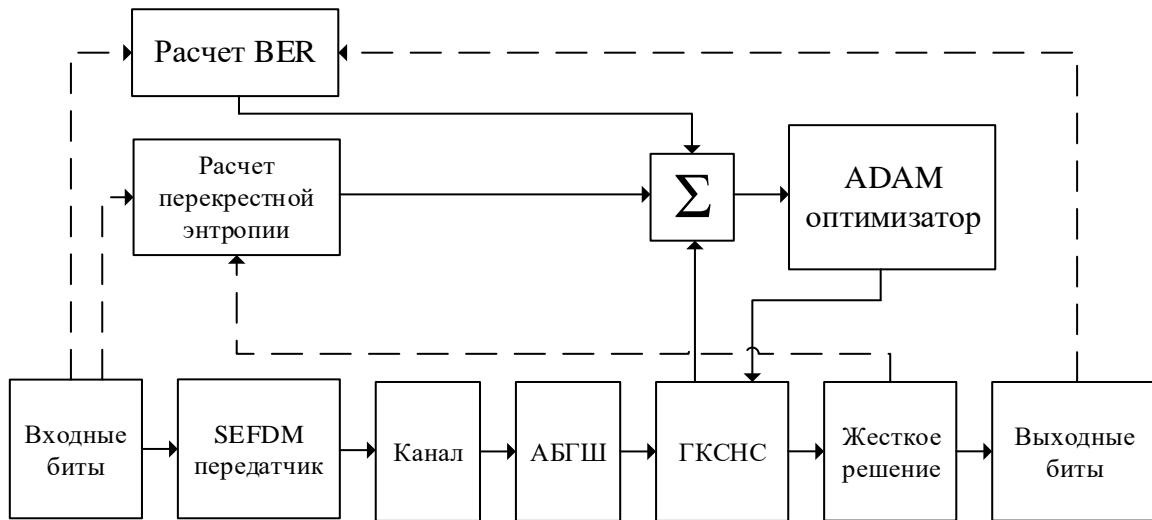 Расчет BER
Расчет
перекрестной
энтропии
Σ
ADAM
оптимизатор
Входные
биты
SEFDM
передатчик
Канал
АБГШ
ГКСНС
Жесткое
решение
Выходные
биты